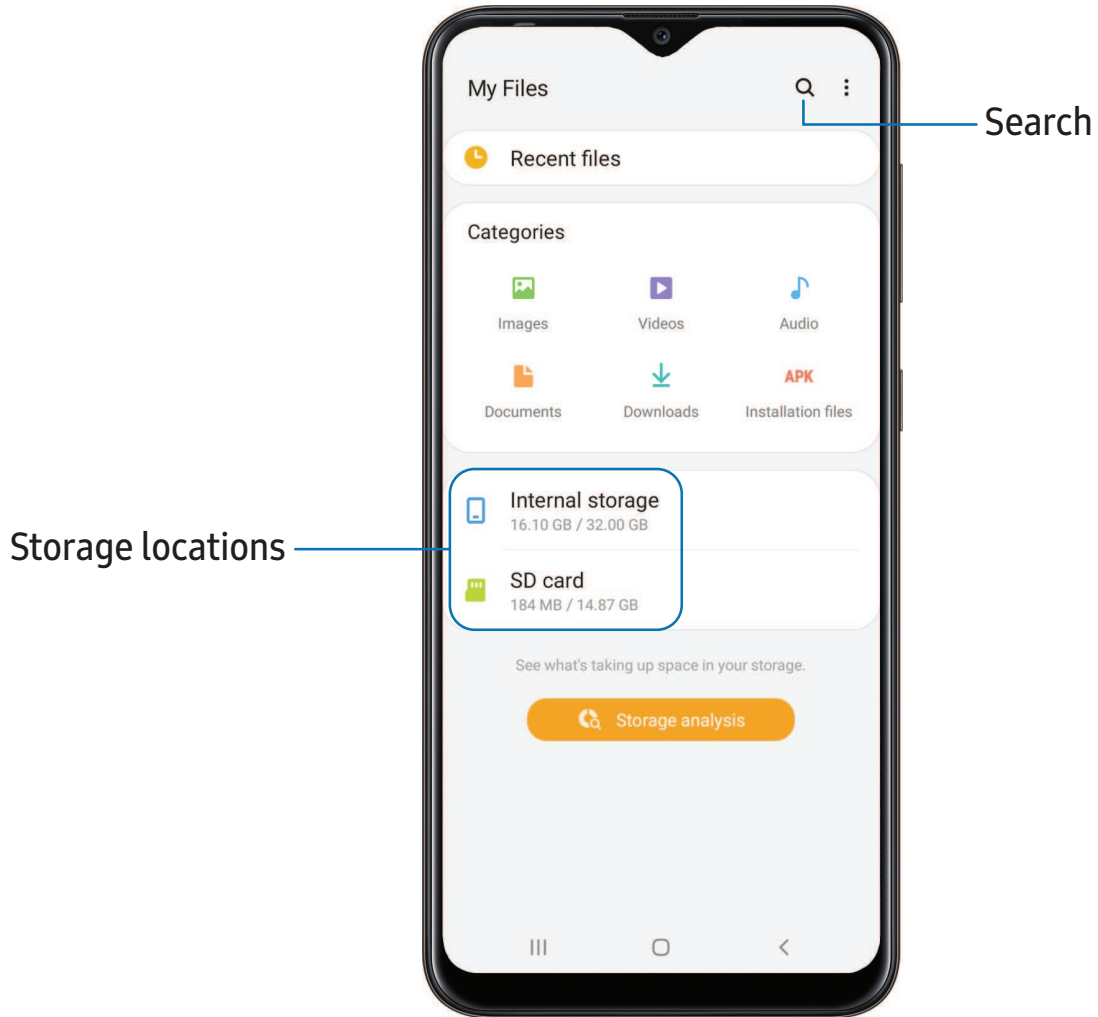 My Files
Search
Recent files
Categories
Images Videos Audio
APK
Documents Downloads Installation files
Internal storage
16.10 GB / 32.00 GB
Storage locations
SD card
184 MB / 14.87 GB
See what's taking up space in your storage.
Storage analysis